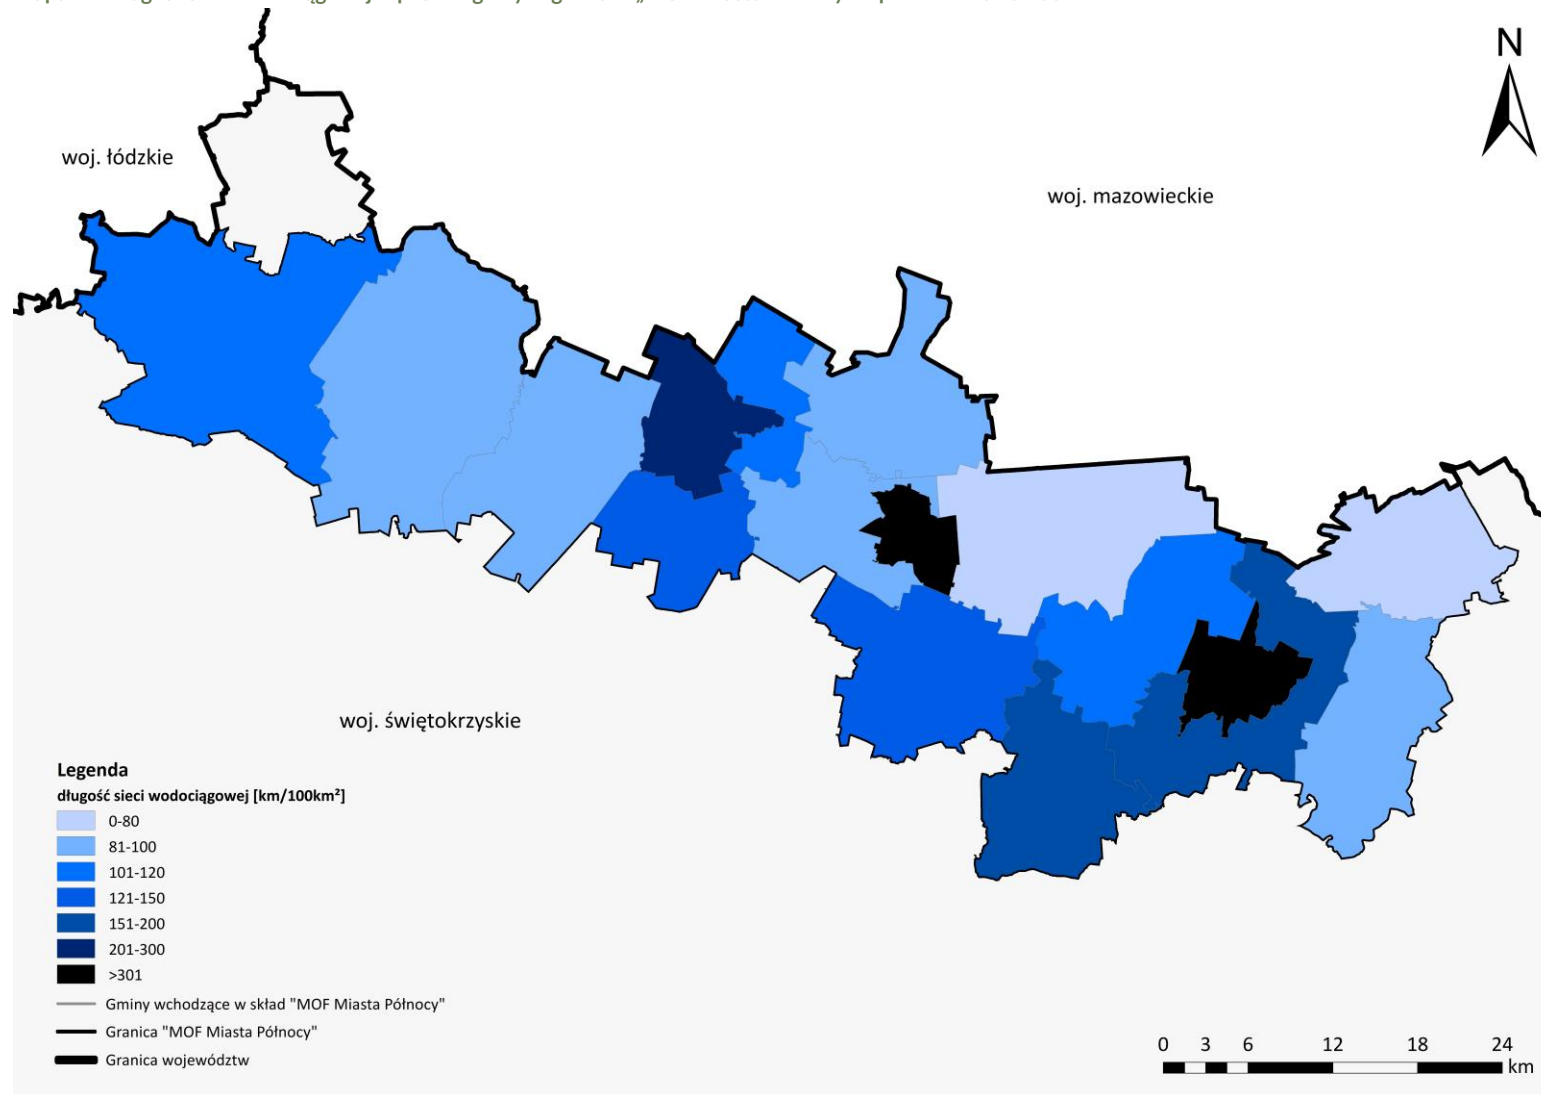 N
woj. łódzkie
woj. mazowieckie
woj. świętokrzyskie
Legenda
długość sieci wodociągowej [km/100km²]
0-80
81-100
101-120
121-150
151-200
201-300
>301
Gminy wchodzące w skład "MOF Miasta Północy"
Granica "MOF Miasta Północy"
Granica województw
0 3 6 12 18 24
km